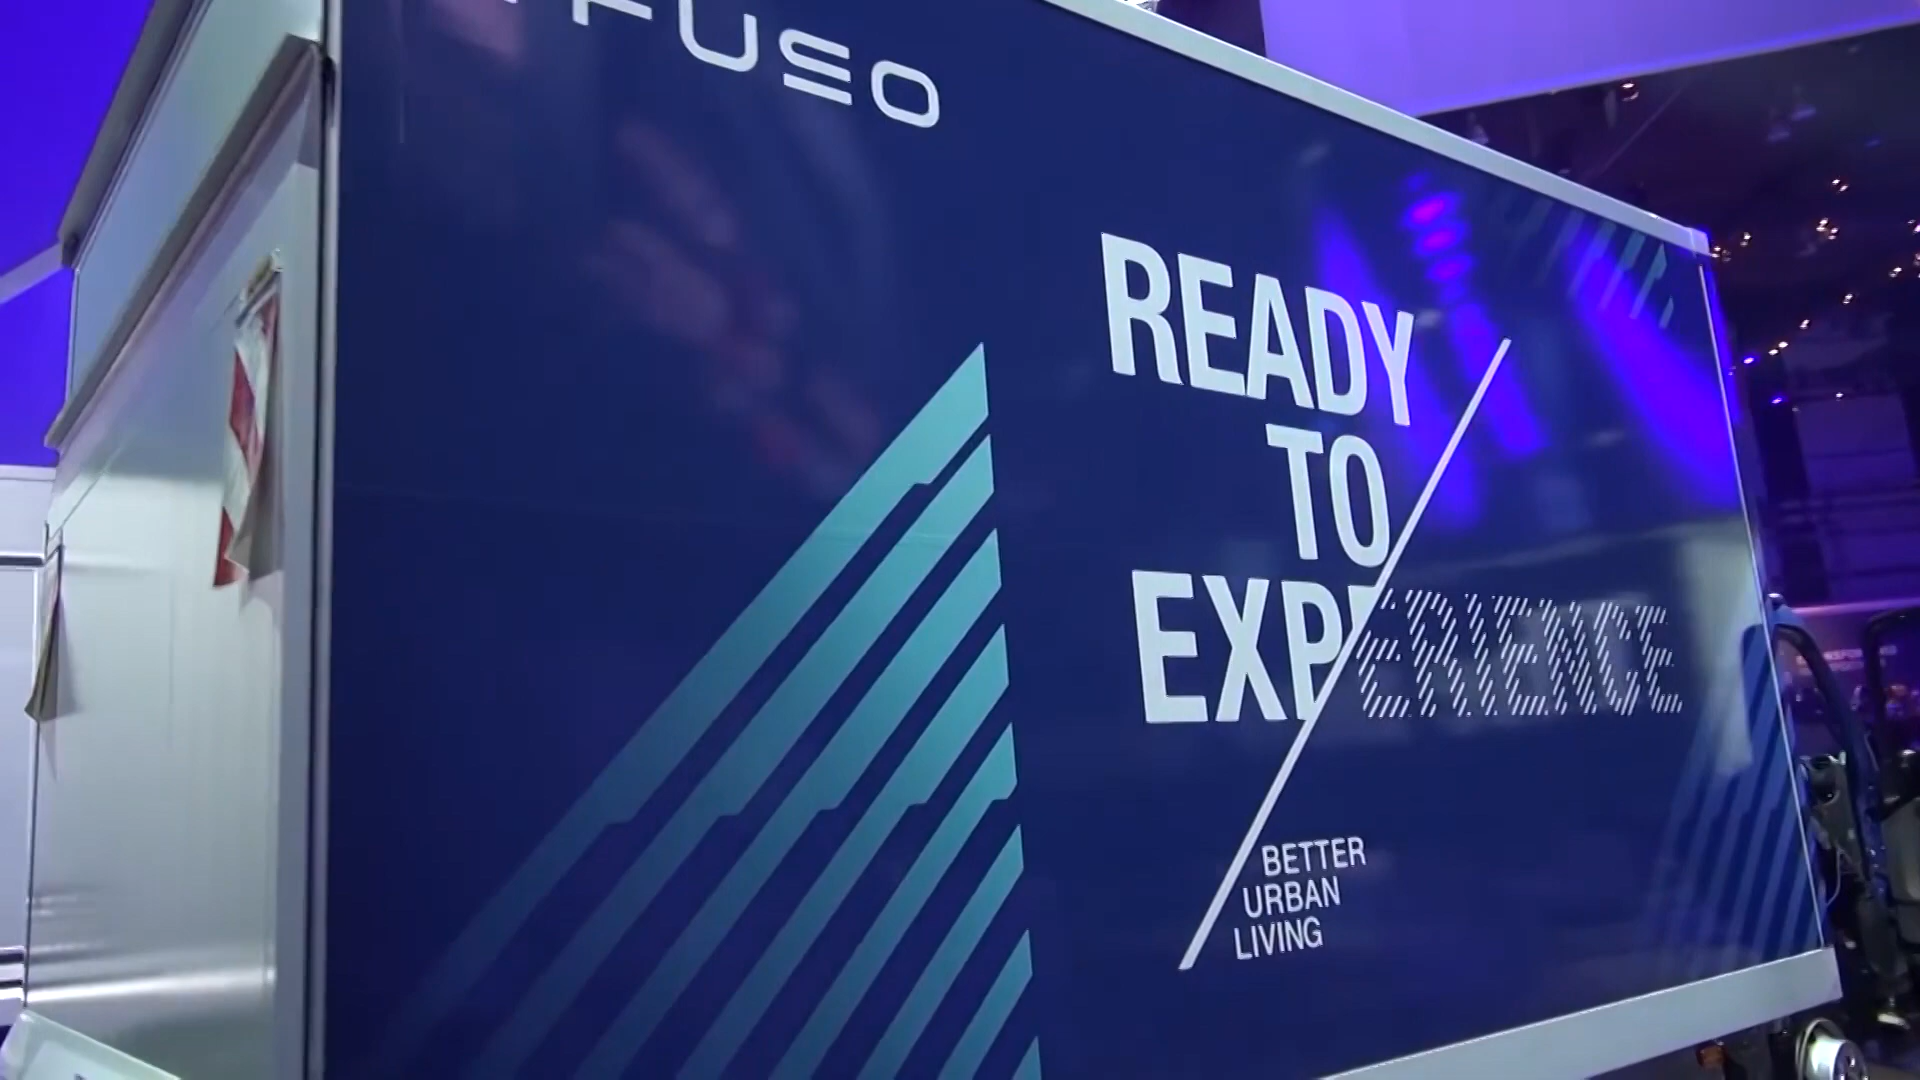 FUSO
READY
TO
EXPERIENCE
BETTER
URBAN
LIVING